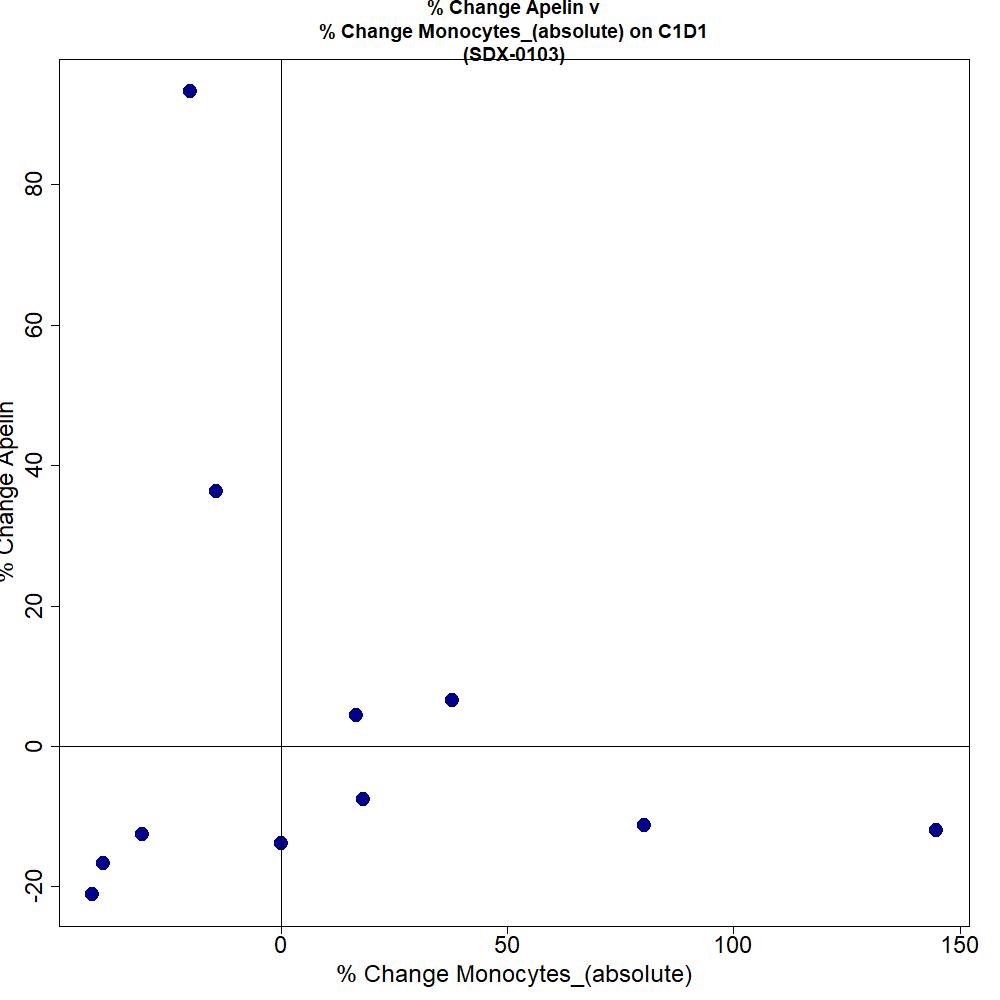 % Change Apelin v
% Change Monocytes_(absolute) on C1D1
(SDX-0103)
% Change Apelin
80
60
40
20
0
-20
0
50
100
150
% Change Monocytes_(absolute)